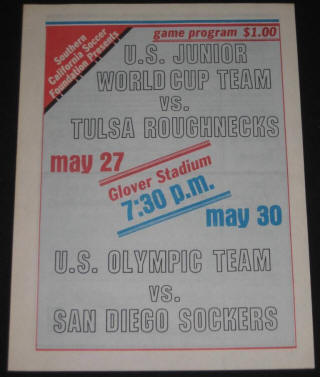 Southern
California Soccer
Foundation Presents
game program $1.00
U.S. JUNIOR
WORLD CUP TEAM
vs.
TULSA ROUGHNECKS
may 27
Glover Stadium
7:30 p.m.
may 30
U.S. OLYMPIC TEAM
vs.
SAN DIEGO SOCKERS